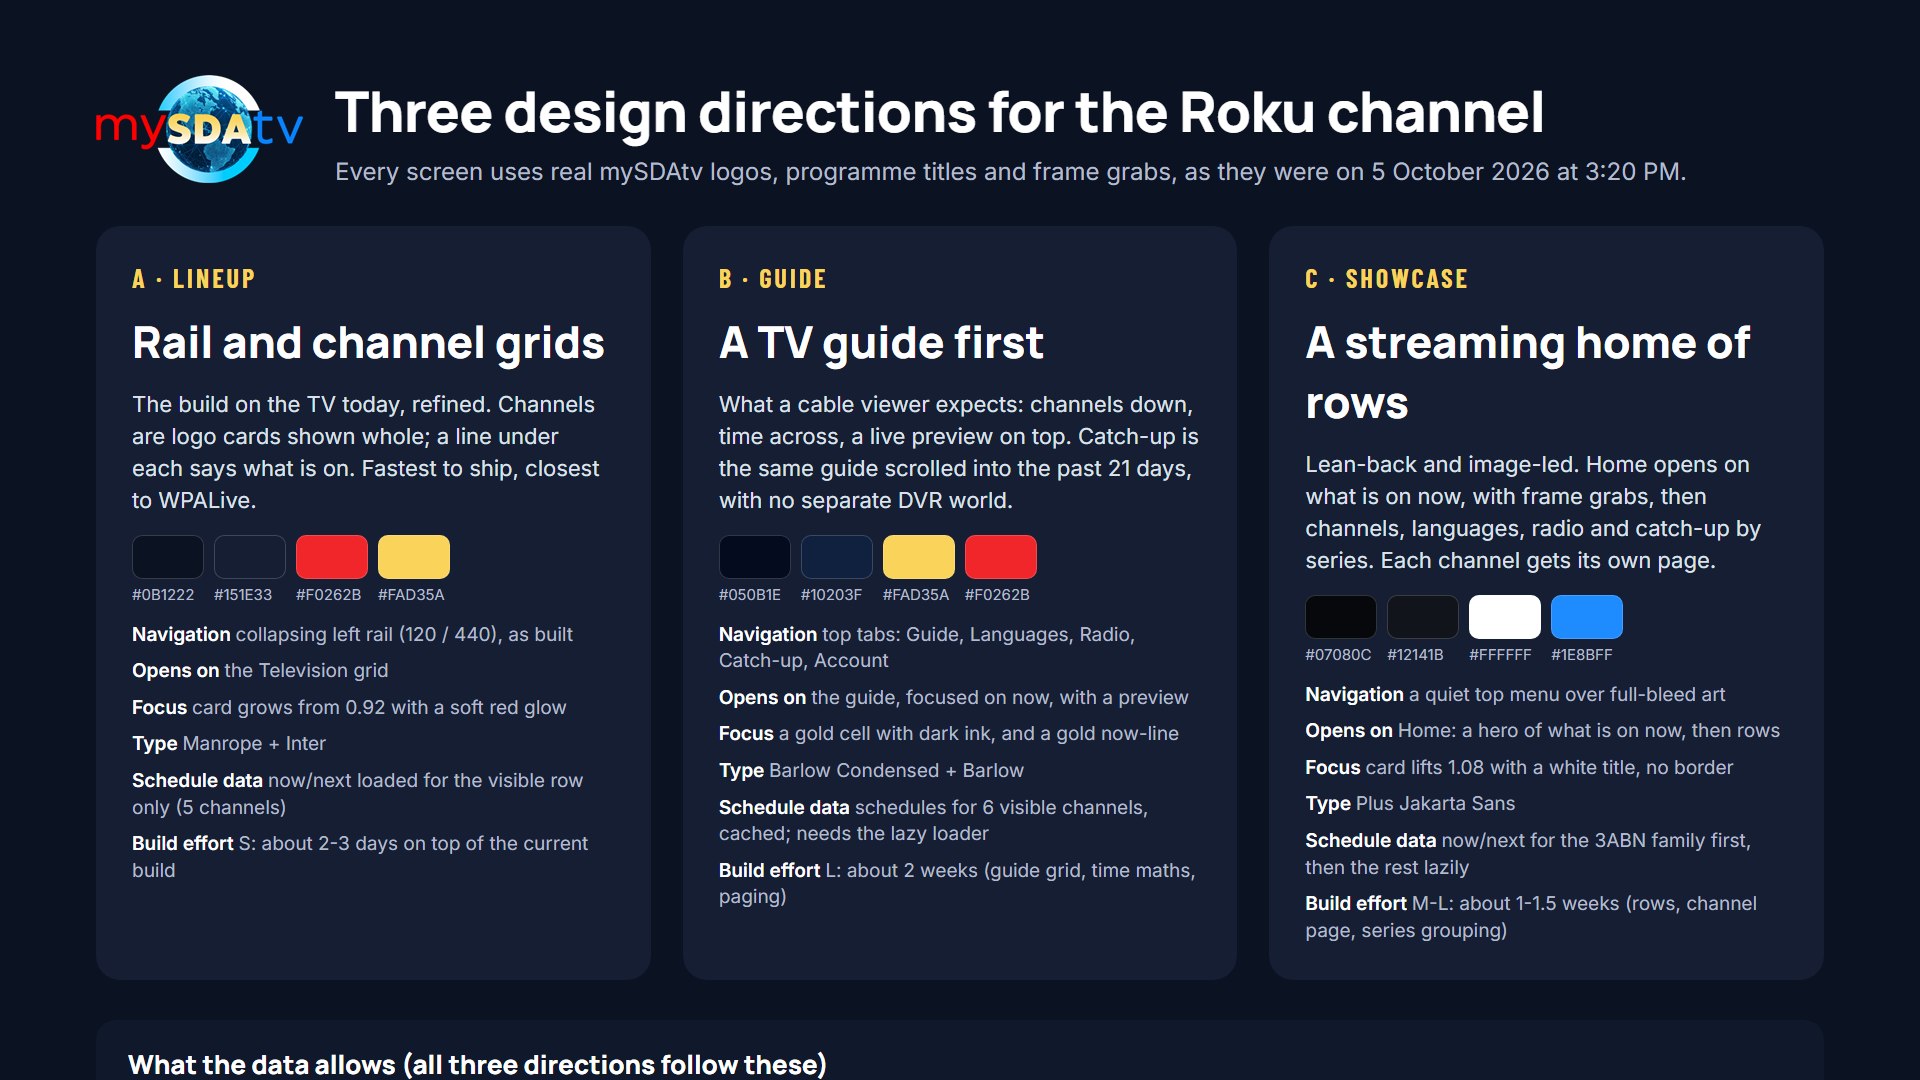 mySDAtv
Three design directions for the Roku channel
Every screen uses real mySDAtv logos, programme titles and frame grabs, as they were on 5 October 2026 at 3:20 PM.
A · LINEUP
Rail and channel grids
The build on the TV today, refined. Channels
are logo cards shown whole; a line under
each says what is on. Fastest to ship, closest
to WPALive.
#0B1222 #151E33 #F0262B #FAD35A
Navigation collapsing left rail (120 / 440), as built
Opens on the Television grid
Focus card grows from 0.92 with a soft red glow
Type Manrope + Inter
Schedule data now/next loaded for the visible row
only (5 channels)
Build effort S: about 2-3 days on top of the current
build
B · GUIDE
A TV guide first
What a cable viewer expects: channels down,
time across, a live preview on top. Catch-up is
the same guide scrolled into the past 21 days,
with no separate DVR world.
#050B1E #10203F #FAD35A #F0262B
Navigation top tabs: Guide, Languages, Radio,
Catch-up, Account
Opens on the guide, focused on now, with a preview
Focus a gold cell with dark ink, and a gold now-line
Type Barlow Condensed + Barlow
Schedule data schedules for 6 visible channels,
cached; needs the lazy loader
Build effort L: about 2 weeks (guide grid, time maths,
paging)
C · SHOWCASE
A streaming home of
rows
Lean-back and image-led. Home opens on
what is on now, with frame grabs, then
channels, languages, radio and catch-up by
series. Each channel gets its own page.
#07080C #12141B #FFFFFF #1E8BFF
Navigation a quiet top menu over full-bleed art
Opens on Home: a hero of what is on now, then rows
Focus card lifts 1.08 with a white title, no border
Type Plus Jakarta Sans
Schedule data now/next for the 3ABN family first,
then the rest lazily
Build effort M-L: about 1-1.5 weeks (rows, channel
page, series grouping)
What the data allows (all three directions follow these)